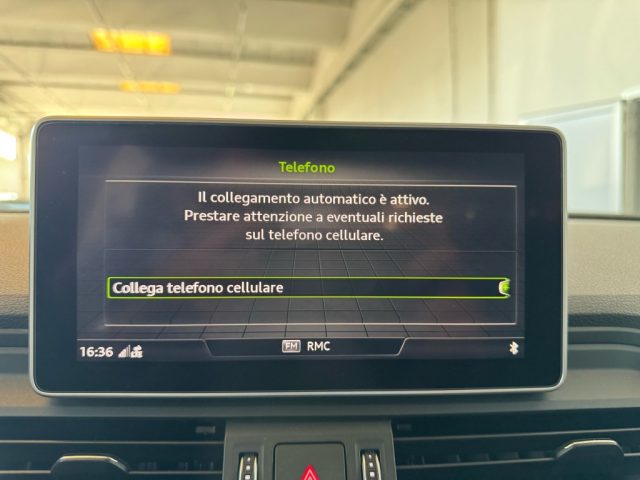 Telefono
Il collegamento automatico è attivo.
Prestare attenzione a eventuali richieste
sul telefono cellulare.
Collega telefono cellulare
16:36
FM RMC